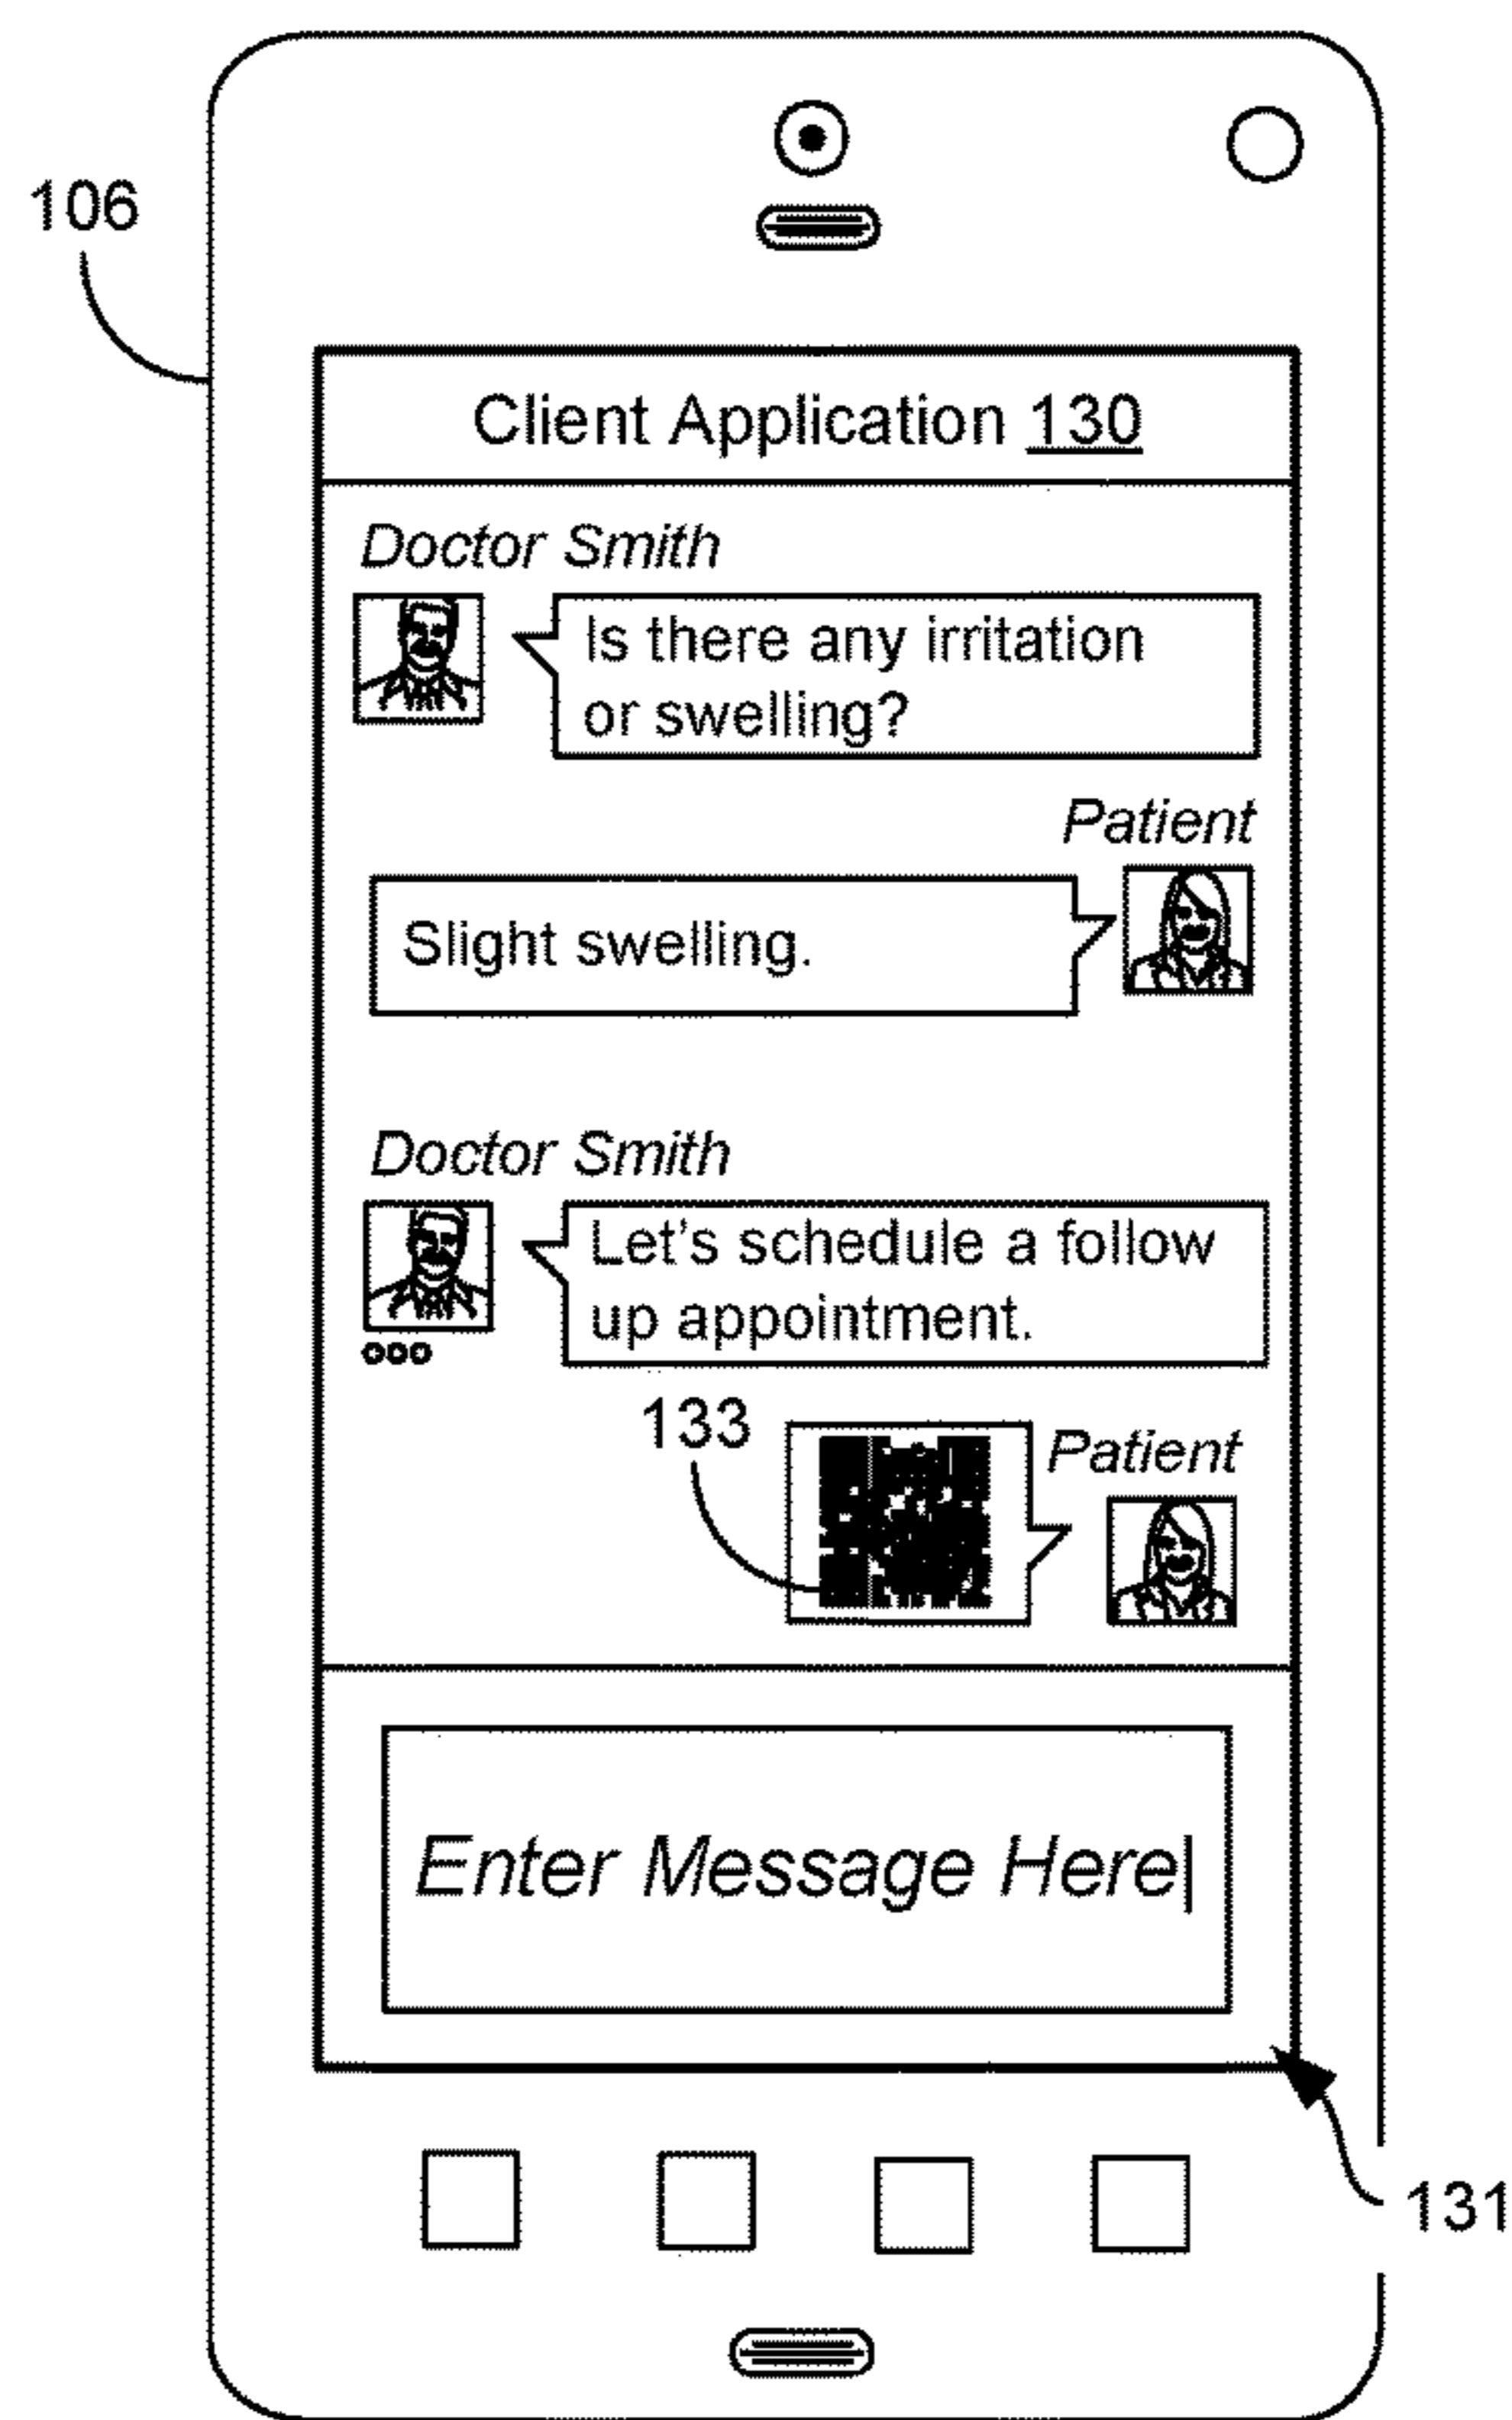 106
Client Application 130
Doctor Smith
Is there any irritation
or swelling?
Patient
Slight swelling.
Doctor Smith
Let's schedule a follow
up appointment.
133
Patient
Enter Message Here
131